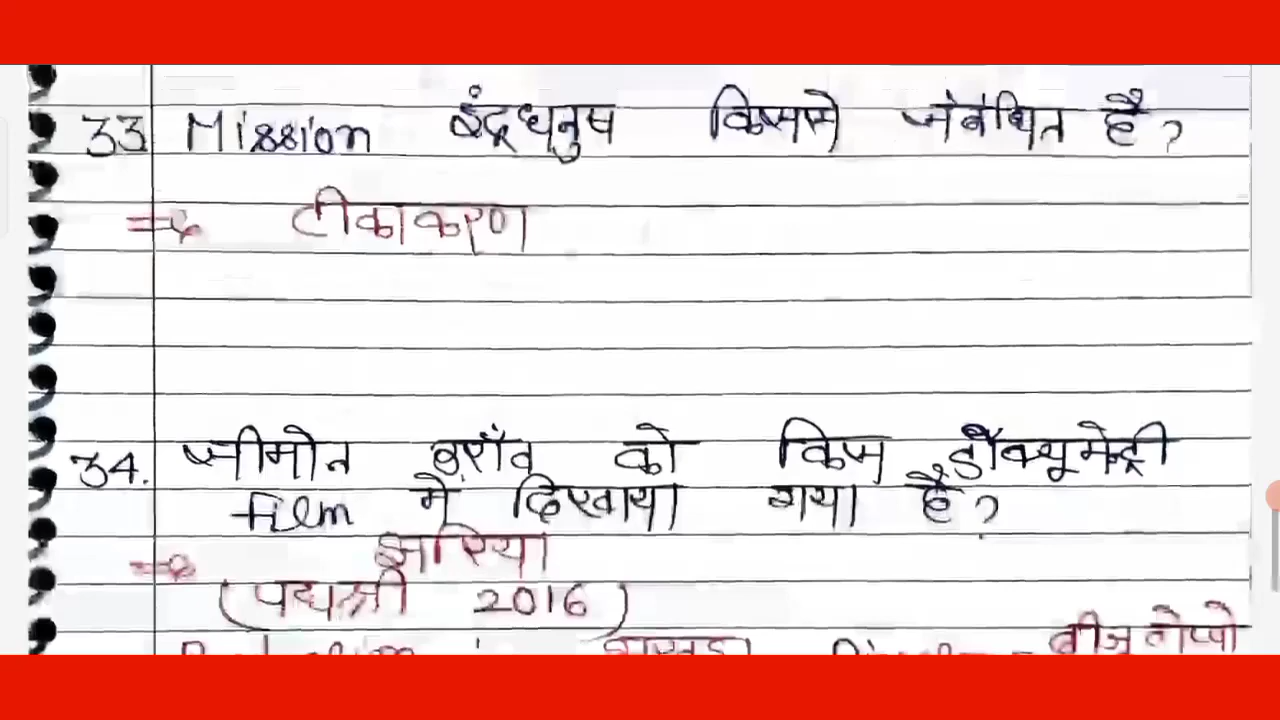 33. Mission इंद्रधनुष किससे संबंधित है?
=> टीकाकरण
34. सीमोन उराँव को किस डॉक्यूमेन्ट्री
Film में दिखाया गया है?
=> झरिया
(पद्मश्री 2016)
बीजू टोप्पो